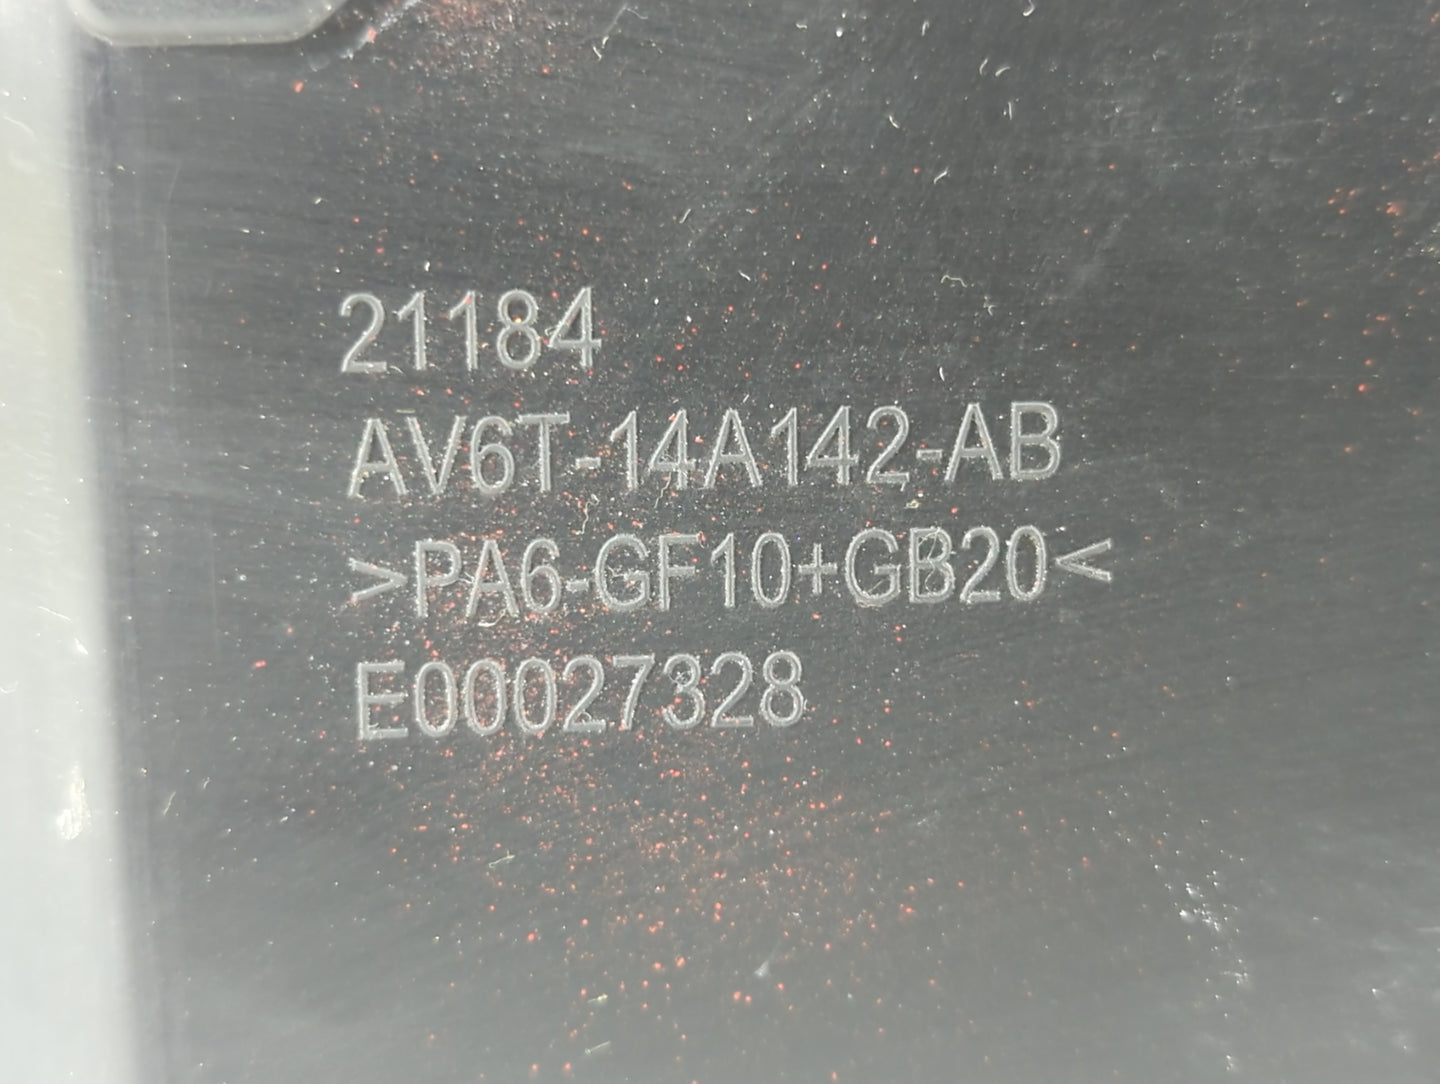 21184
AV6T-14A142-AB
>PA6-GF10+GB20<
E00027328